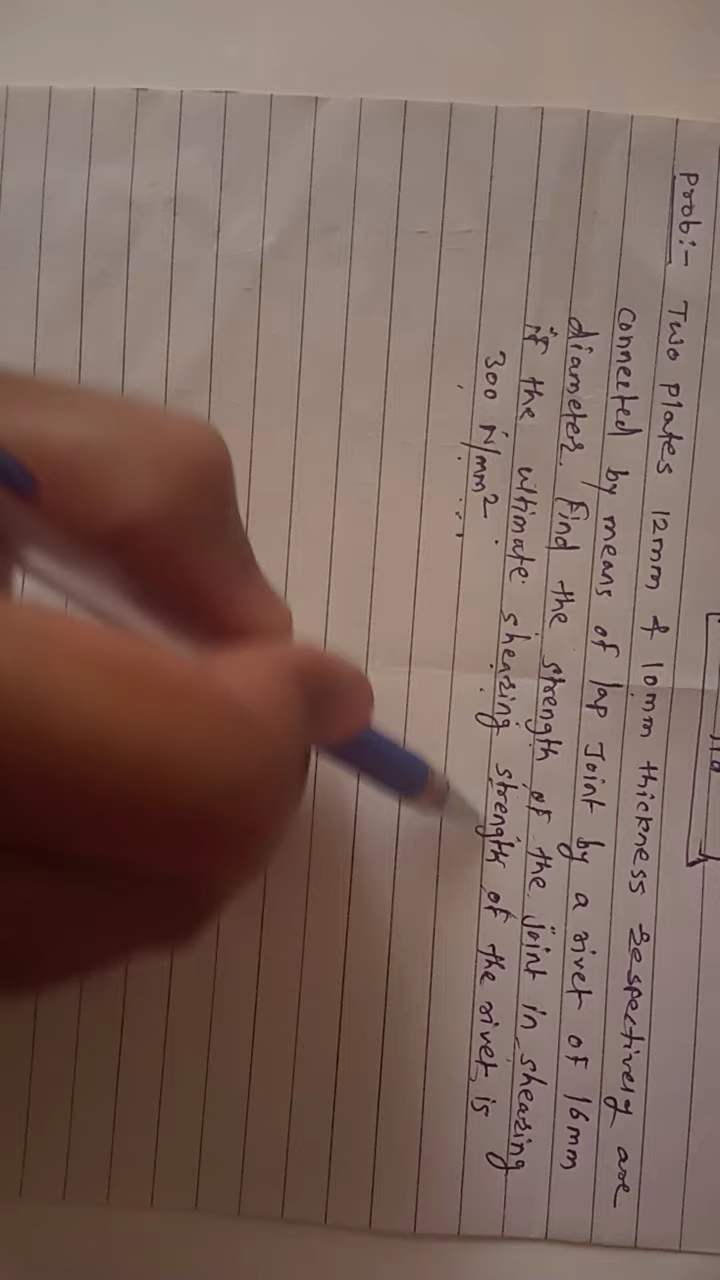 Prob:- Two plates 12mm & 10mm thickness respectively are
connected by means of lap Joint by a rivet of 16mm
diameter. Find the strength of the joint in shearing
if the ultimate shearing strength of the rivet is
300 N/mm²